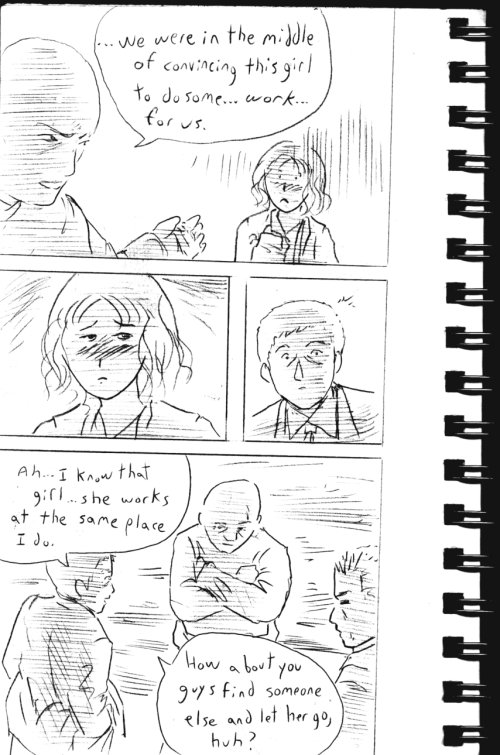 ...we were in the middle
of convincing this girl
to do some... work...
for us.
Ah...I know that
girl...she works
at the same place
I do.
How about you
guys find someone
else and let her go,
huh?